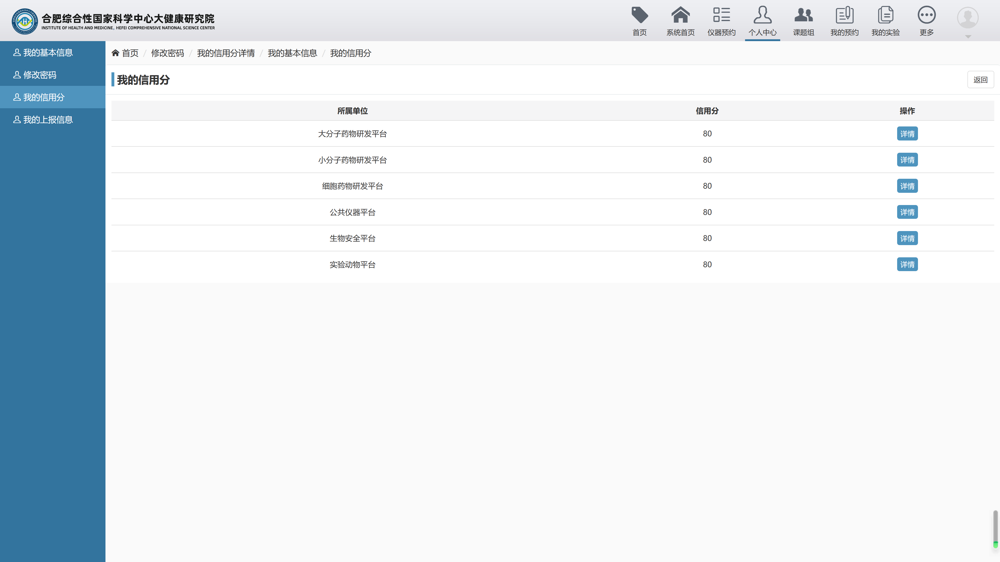 合肥综合性国家科学中心大健康研究院
INSTITUTE OF HEALTH AND MEDICINE, HEFEI COMPREHENSIVE NATIONAL SCIENCE CENTER
首页 系统首页 仪器预约 个人中心 课题组 我的预约 我的实验 更多
我的基本信息
修改密码
我的信用分
我的上报信息
首页 / 修改密码 / 我的信用分详情 / 我的基本信息 / 我的信用分
我的信用分 返回
所属单位 信用分 操作
大分子药物研发平台 80 详情
小分子药物研发平台 80 详情
细胞药物研发平台 80 详情
公共仪器平台 80 详情
生物安全平台 80 详情
实验动物平台 80 详情